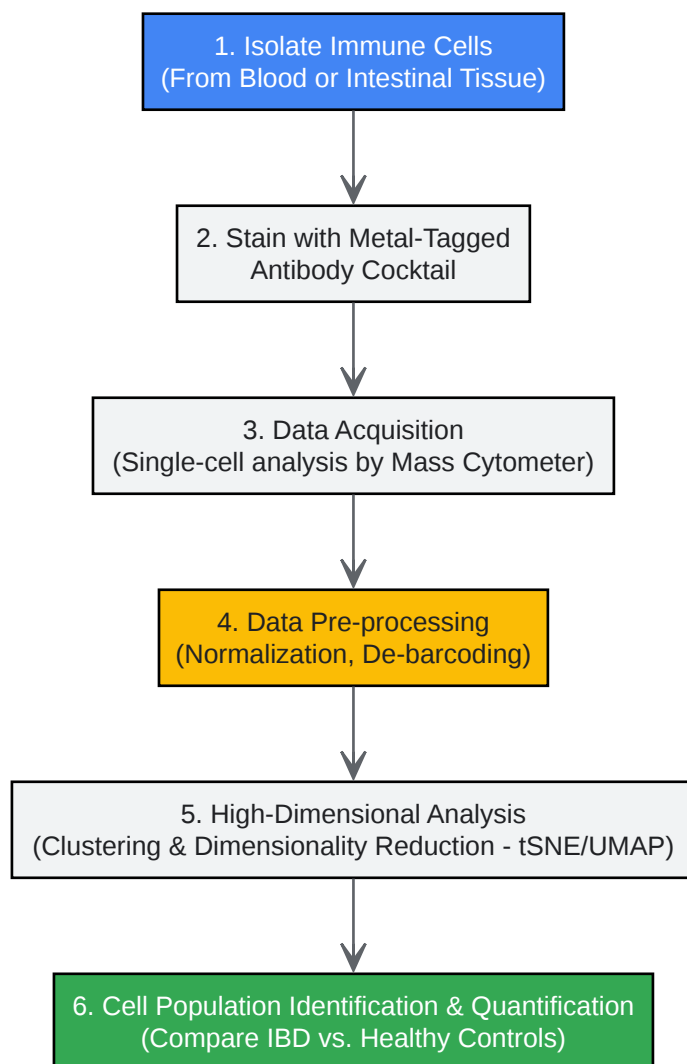 1. Isolate Immune Cells
(From Blood or Intestinal Tissue)
2. Stain with Metal-Tagged
Antibody Cocktail
3. Data Acquisition
(Single-cell analysis by Mass Cytometer)
4. Data Pre-processing
(Normalization, De-barcoding)
5. High-Dimensional Analysis
(Clustering & Dimensionality Reduction - tSNE/UMAP)
6. Cell Population Identification & Quantification
(Compare IBD vs. Healthy Controls)